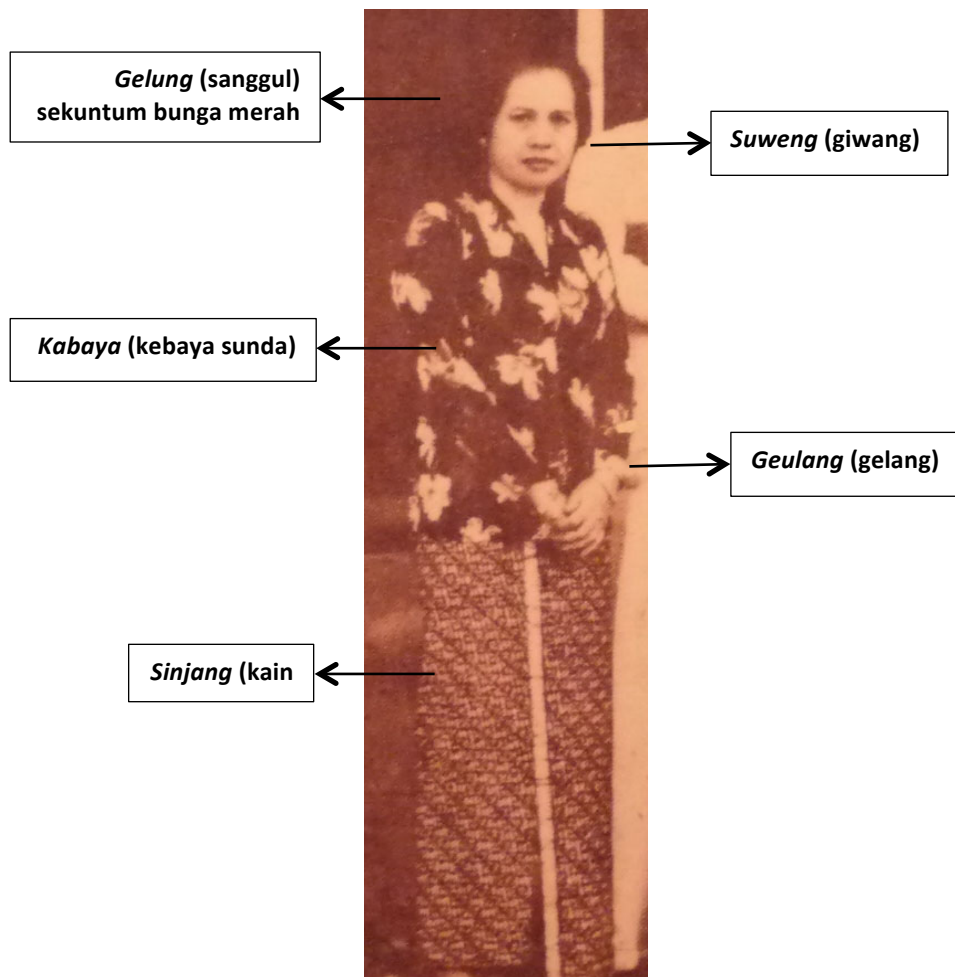 Gelung (sanggul)
sekuntum bunga merah
Suweng (giwang)
Kabaya (kebaya sunda)
Geulang (gelang)
Sinjang (kain